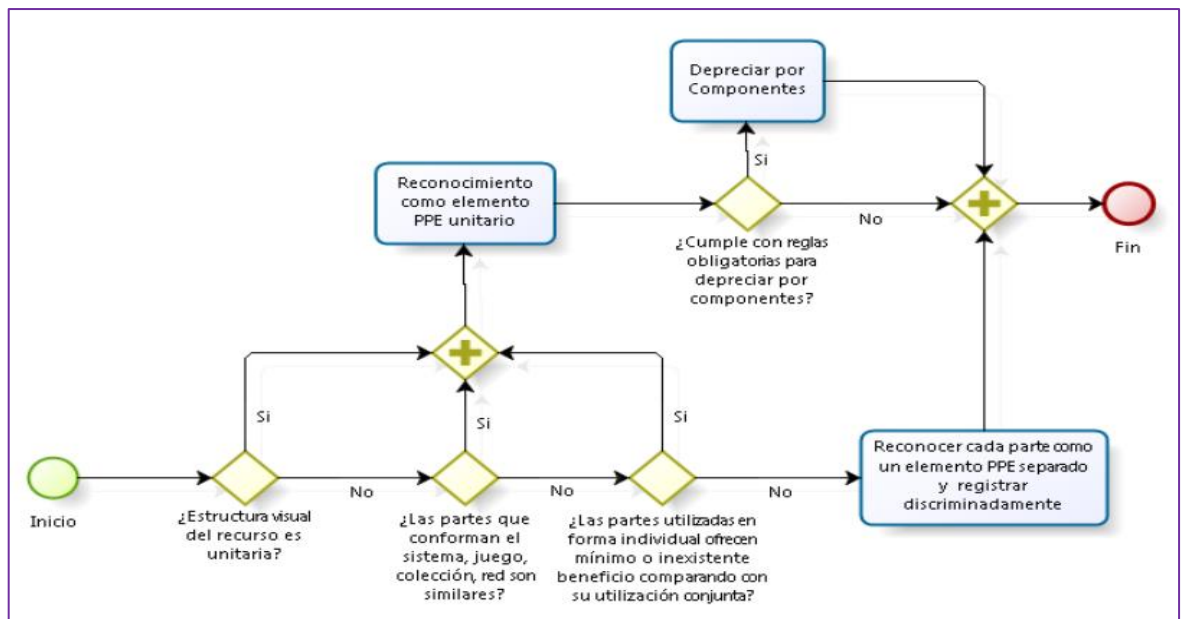 Depreciar por
Componentes
Si
Reconocimiento
como elemento
PPE unitario
No
¿Cumple con reglas
obligatorias para
depreciar por
componentes?
Fin
Si
Si
Si
Inicio
No
No
No
¿Estructura visual
del recurso es
unitaria?
¿Las partes que
conforman el
sistema, juego,
colección, red son
similares?
¿Las partes utilizadas en
forma individual ofrecen
mínimo o inexistente
beneficio comparando con
su utilización conjunta?
Reconocer cada parte como
un elemento PPE separado
y registrar
discriminadamente